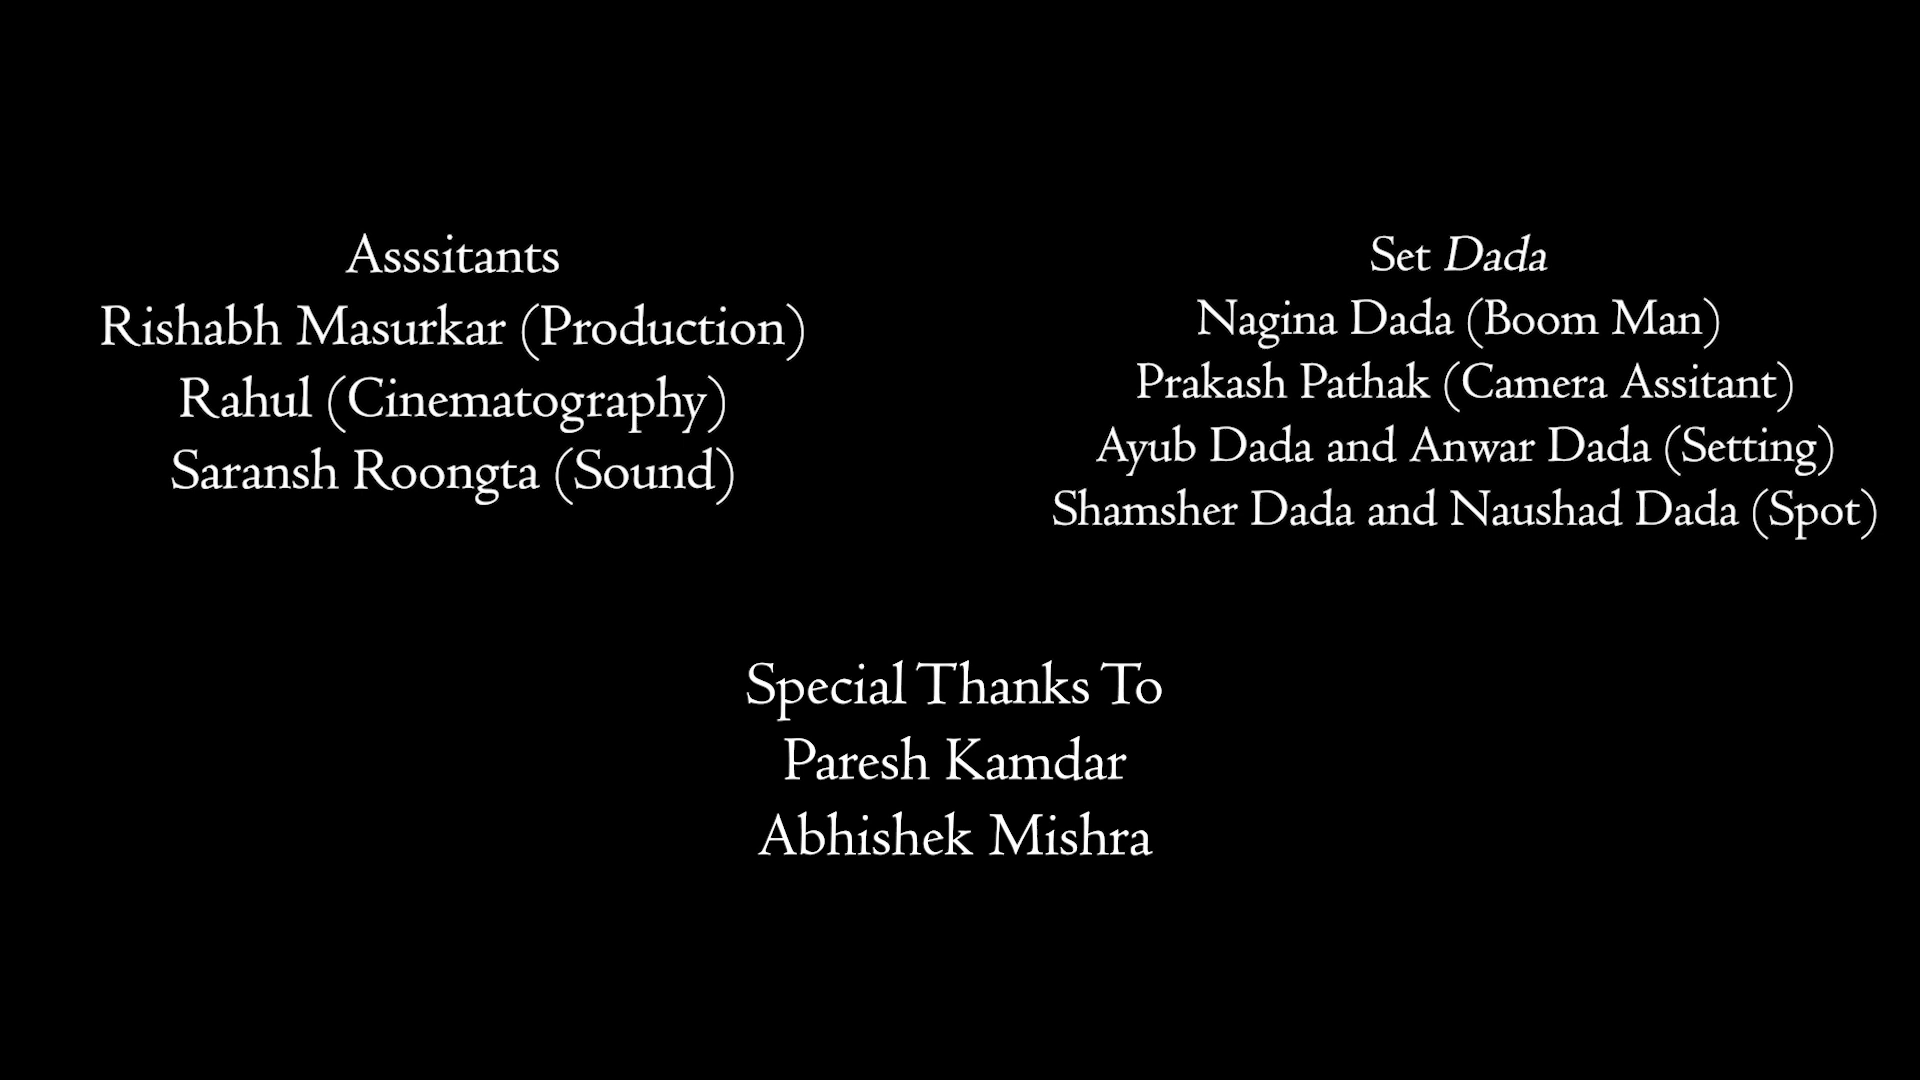 Asssitants
Rishabh Masurkar (Production)
Rahul (Cinematography)
Saransh Roongta (Sound)
Set Dada
Nagina Dada (Boom Man)
Prakash Pathak (Camera Assitant)
Ayub Dada and Anwar Dada (Setting)
Shamsher Dada and Naushad Dada (Spot)
Special Thanks To
Paresh Kamdar
Abhishek Mishra